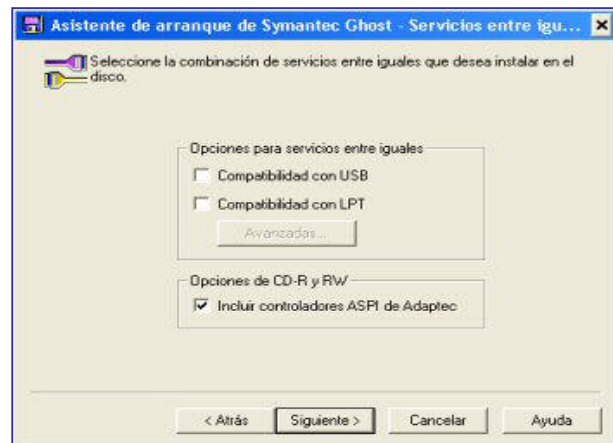 Asistente de arranque de Symantec Ghost - Servicios entre igu...
Seleccione la combinación de servicios entre iguales que desea instalar en el
disco.
Opciones para servicios entre iguales
Compatibilidad con USB
Compatibilidad con LPT
Avanzadas...
Opciones de CD-R y RW
Incluir controladores ASPI de Adaptec
< Atrás
Siguiente >
Cancelar
Ayuda